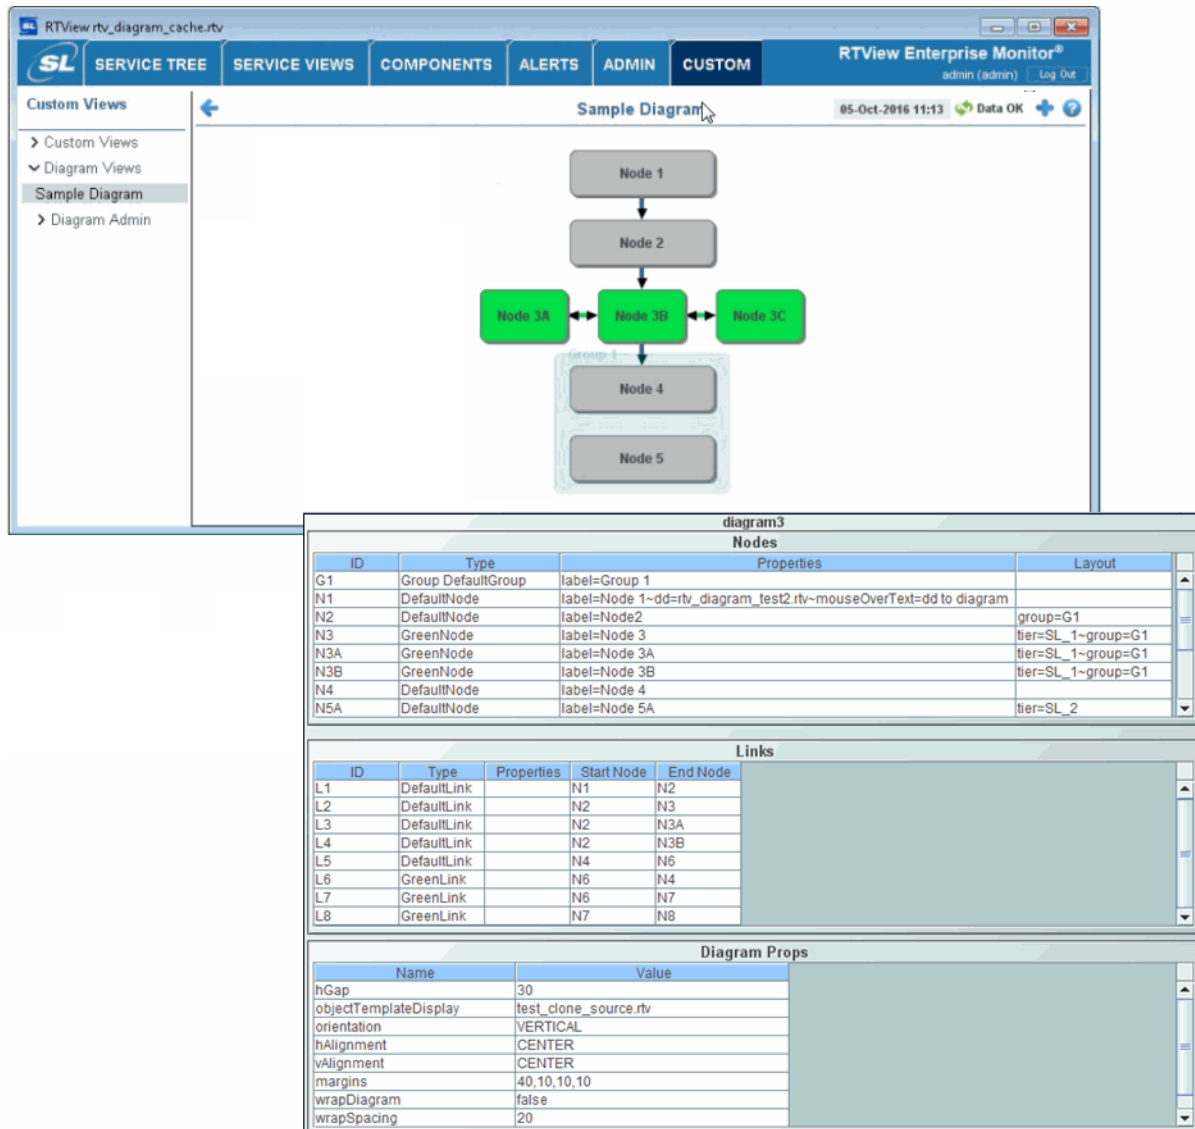 SL RTView rtv_diagram_cache.rtv
SL SERVICE TREE SERVICE VIEWS COMPONENTS ALERTS ADMIN CUSTOM RTView Enterprise Monitor®
admin (admin) Log Out
Custom Views
Sample Diagram
05-Oct-2016 11:13 Data OK
Custom Views
Diagram Views
Sample Diagram
Diagram Admin
Node 1
Node 2
Node 3A Node 3B Node 3C
Group 1
Node 4
Node 5
diagram3
Nodes
ID Type Properties Layout
G1 Group DefaultGroup label=Group 1
N1 DefaultNode label=Node 1~dd=rtv_diagram_test2.rtv~mouseOverText=dd to diagram
N2 DefaultNode label=Node2 group=G1
N3 GreenNode label=Node 3 tier=SL_1~group=G1
N3A GreenNode label=Node 3A tier=SL_1~group=G1
N3B GreenNode label=Node 3B tier=SL_1~group=G1
N4 DefaultNode label=Node 4
N5A DefaultNode label=Node 5A tier=SL_2
Links
ID Type Properties Start Node End Node
L1 DefaultLink N1 N2
L2 DefaultLink N2 N3
L3 DefaultLink N2 N3A
L4 DefaultLink N2 N3B
L5 DefaultLink N4 N6
L6 GreenLink N6 N4
L7 GreenLink N6 N7
L8 GreenLink N7 N8
Diagram Props
Name Value
hGap 30
objectTemplateDisplay test_clone_source.rtv
orientation VERTICAL
hAlignment CENTER
vAlignment CENTER
margins 40,10,10,10
wrapDiagram false
wrapSpacing 20